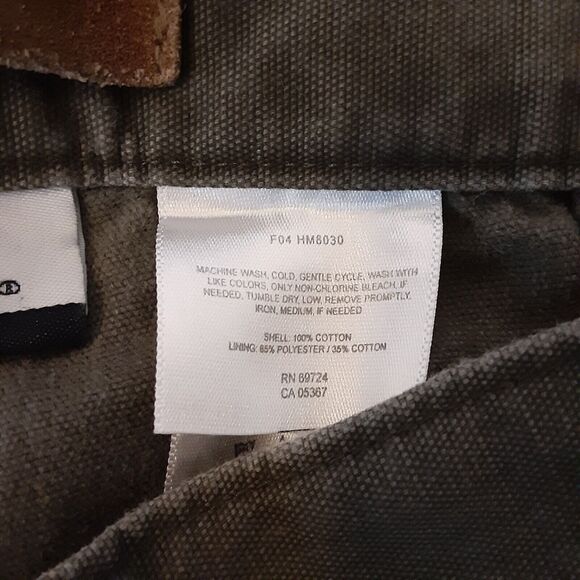 F04 HM8030
MACHINE WASH, COLD, GENTLE CYCLE, WASH WITH
LIKE COLORS, ONLY NON-CHLORINE BLEACH, IF
NEEDED, TUMBLE DRY, LOW, REMOVE PROMPTLY,
IRON, MEDIUM, IF NEEDED
SHELL: 100% COTTON
LINING: 65% POLYESTER / 35% COTTON
RN 69724
CA 05367
®